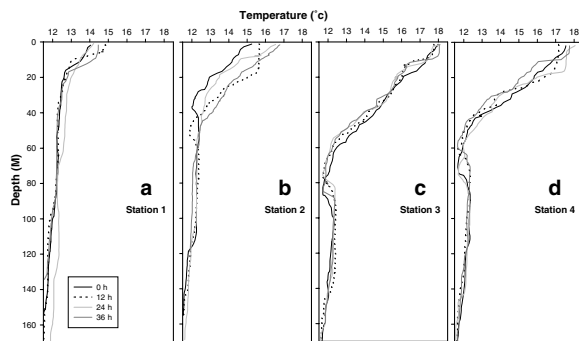 Temperature (˚c)
12 13 14 15 16 17 18 12 13 14 15 16 17 18 12 13 14 15 16 17 18 12 13 14 15 16 17 18
Depth (M)
0
20
40
60
80
100
120
140
160
a
Station 1
b
Station 2
c
Station 3
d
Station 4
0 h
12 h
24 h
36 h